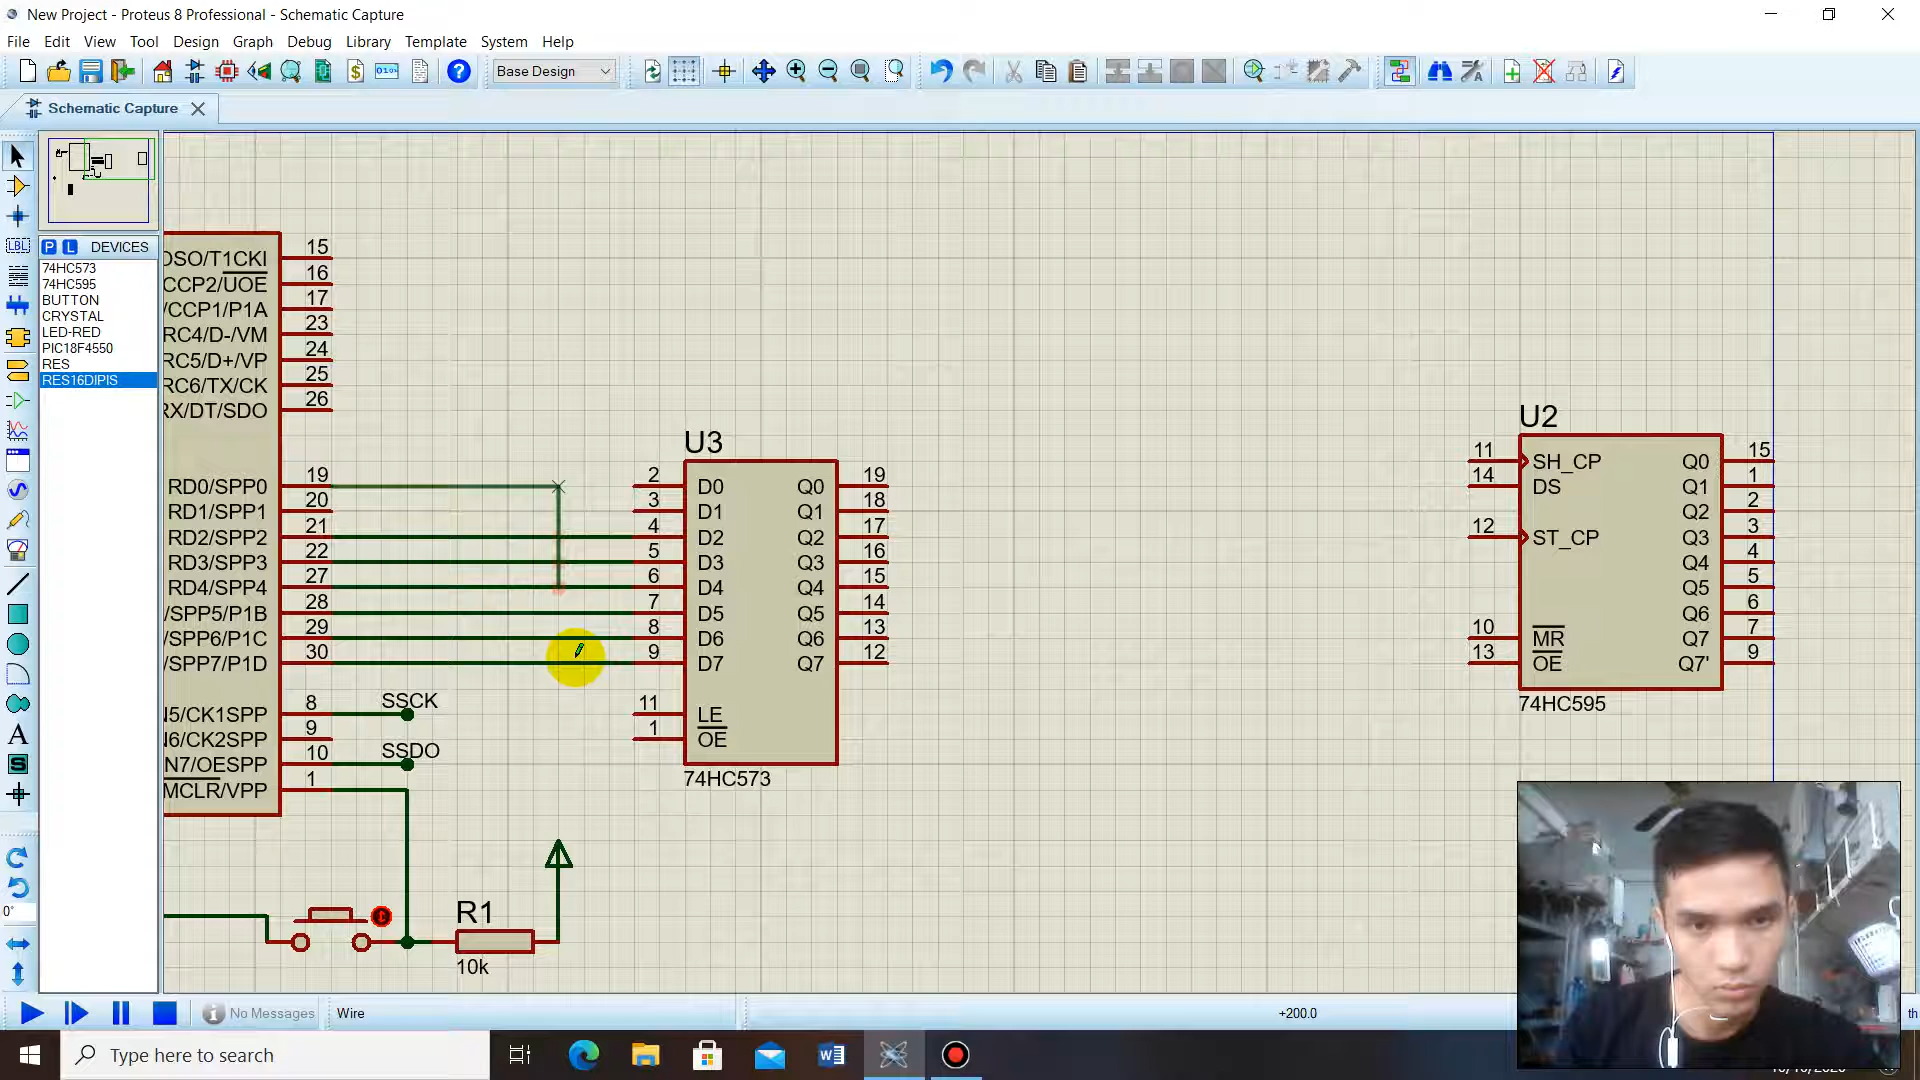 New Project - Proteus 8 Professional - Schematic Capture
File Edit View Tool Design Graph Debug Library Template System Help
Base Design
Schematic Capture
P L DEVICES
74HC573
74HC595
BUTTON
CRYSTAL
LED-RED
PIC18F4550
RES
RES16DIPIS
LBL
A
S
0°
OSO/T1CKI 15
CCP2/UOE 16
/CCP1/P1A 17
RC4/D-/VM 23
RC5/D+/VP 24
RC6/TX/CK 25
RX/DT/SDO 26
RD0/SPP0 19
RD1/SPP1 20
RD2/SPP2 21
RD3/SPP3 22
RD4/SPP4 27
/SPP5/P1B 28
/SPP6/P1C 29
/SPP7/P1D 30
N5/CK1SPP 8
N6/CK2SPP 9
N7/OESPP 10
MCLR/VPP 1
SSCK
SSDO
R1
10k
U3
2 D0 Q0 19
3 D1 Q1 18
4 D2 Q2 17
5 D3 Q3 16
6 D4 Q4 15
7 D5 Q5 14
8 D6 Q6 13
9 D7 Q7 12
11 LE
1 OE
74HC573
U2
11 SH_CP Q0 15
14 DS Q1 1
Q2 2
12 ST_CP Q3 3
Q4 4
Q5 5
Q6 6
10 MR Q7 7
13 OE Q7' 9
74HC595
No Messages
Wire
+200.0
th
Type here to search